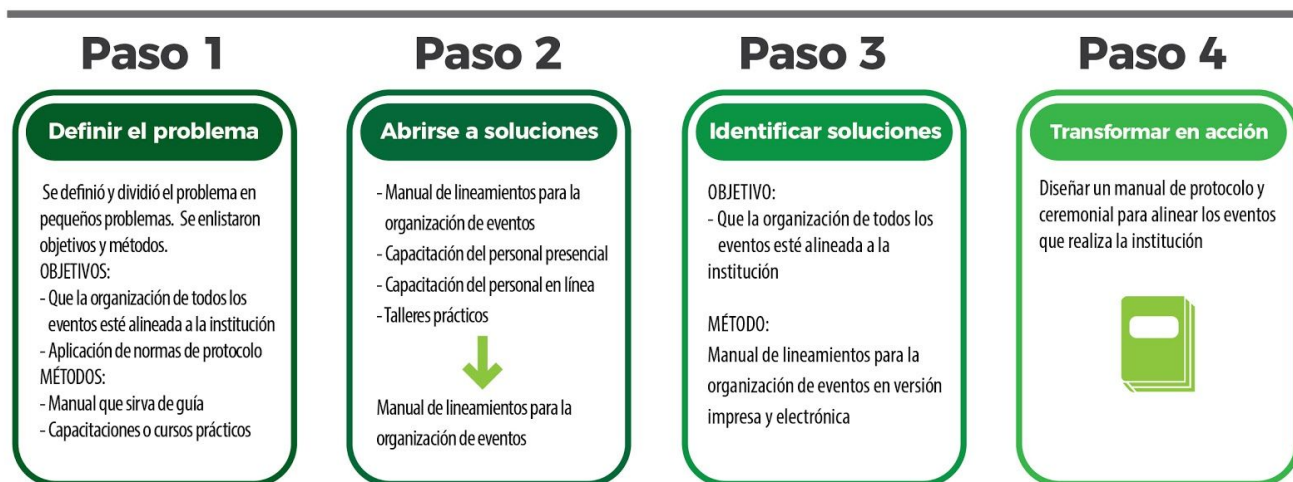 Paso 1
Definir el problema
Se definió y dividió el problema en
pequeños problemas. Se enlistaron
objetivos y métodos.
OBJETIVOS:
- Que la organización de todos los
eventos esté alineada a la institución
- Aplicación de normas de protocolo
MÉTODOS:
- Manual que sirva de guía
- Capacitaciones o cursos prácticos
Paso 2
Abrirse a soluciones
- Manual de lineamientos para la
organización de eventos
- Capacitación del personal presencial
- Capacitación del personal en línea
- Talleres prácticos
Manual de lineamientos para la
organización de eventos
Paso 3
Identificar soluciones
OBJETIVO:
- Que la organización de todos los
eventos esté alineada a la
institución
MÉTODO:
Manual de lineamientos para la
organización de eventos en versión
impresa y electrónica
Paso 4
Transformar en acción
Diseñar un manual de protocolo y
ceremonial para alinear los eventos
que realiza la institución